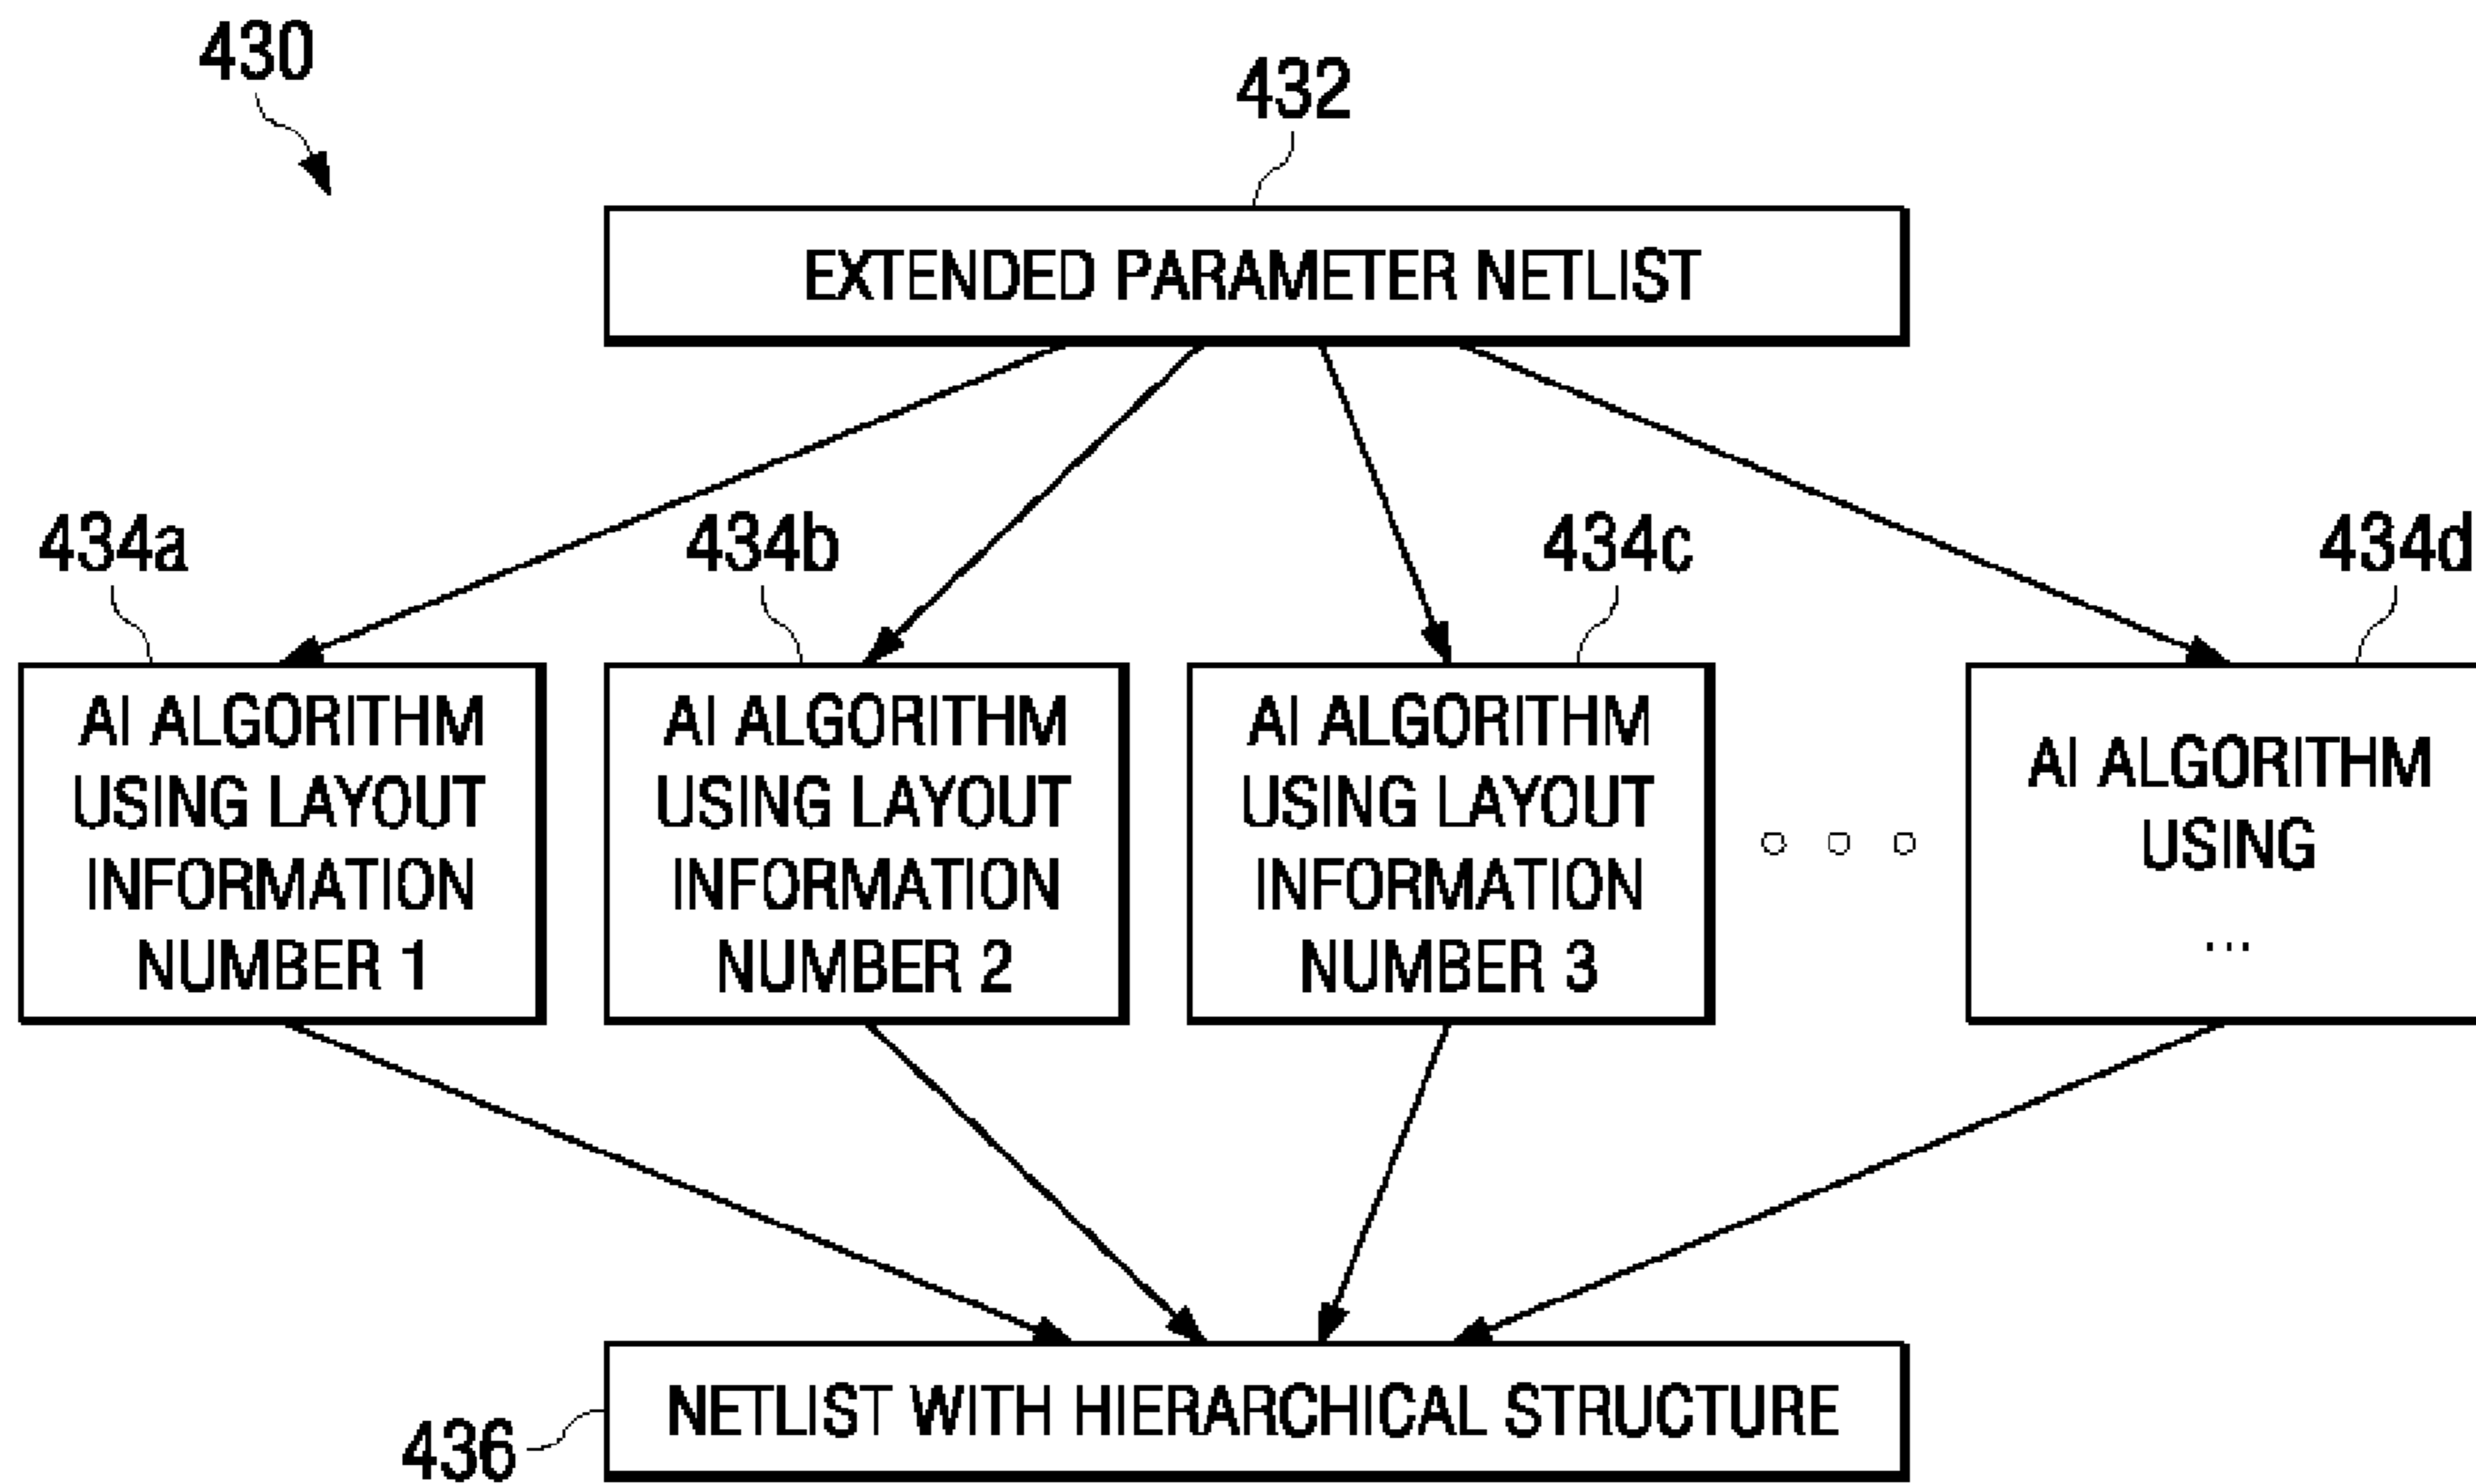 430
432
EXTENDED PARAMETER NETLIST
434a
434b
434c
434d
AI ALGORITHM
USING LAYOUT
INFORMATION
NUMBER 1
AI ALGORITHM
USING LAYOUT
INFORMATION
NUMBER 2
AI ALGORITHM
USING LAYOUT
INFORMATION
NUMBER 3
AI ALGORITHM
USING
...
NETLIST WITH HIERARCHICAL STRUCTURE
436